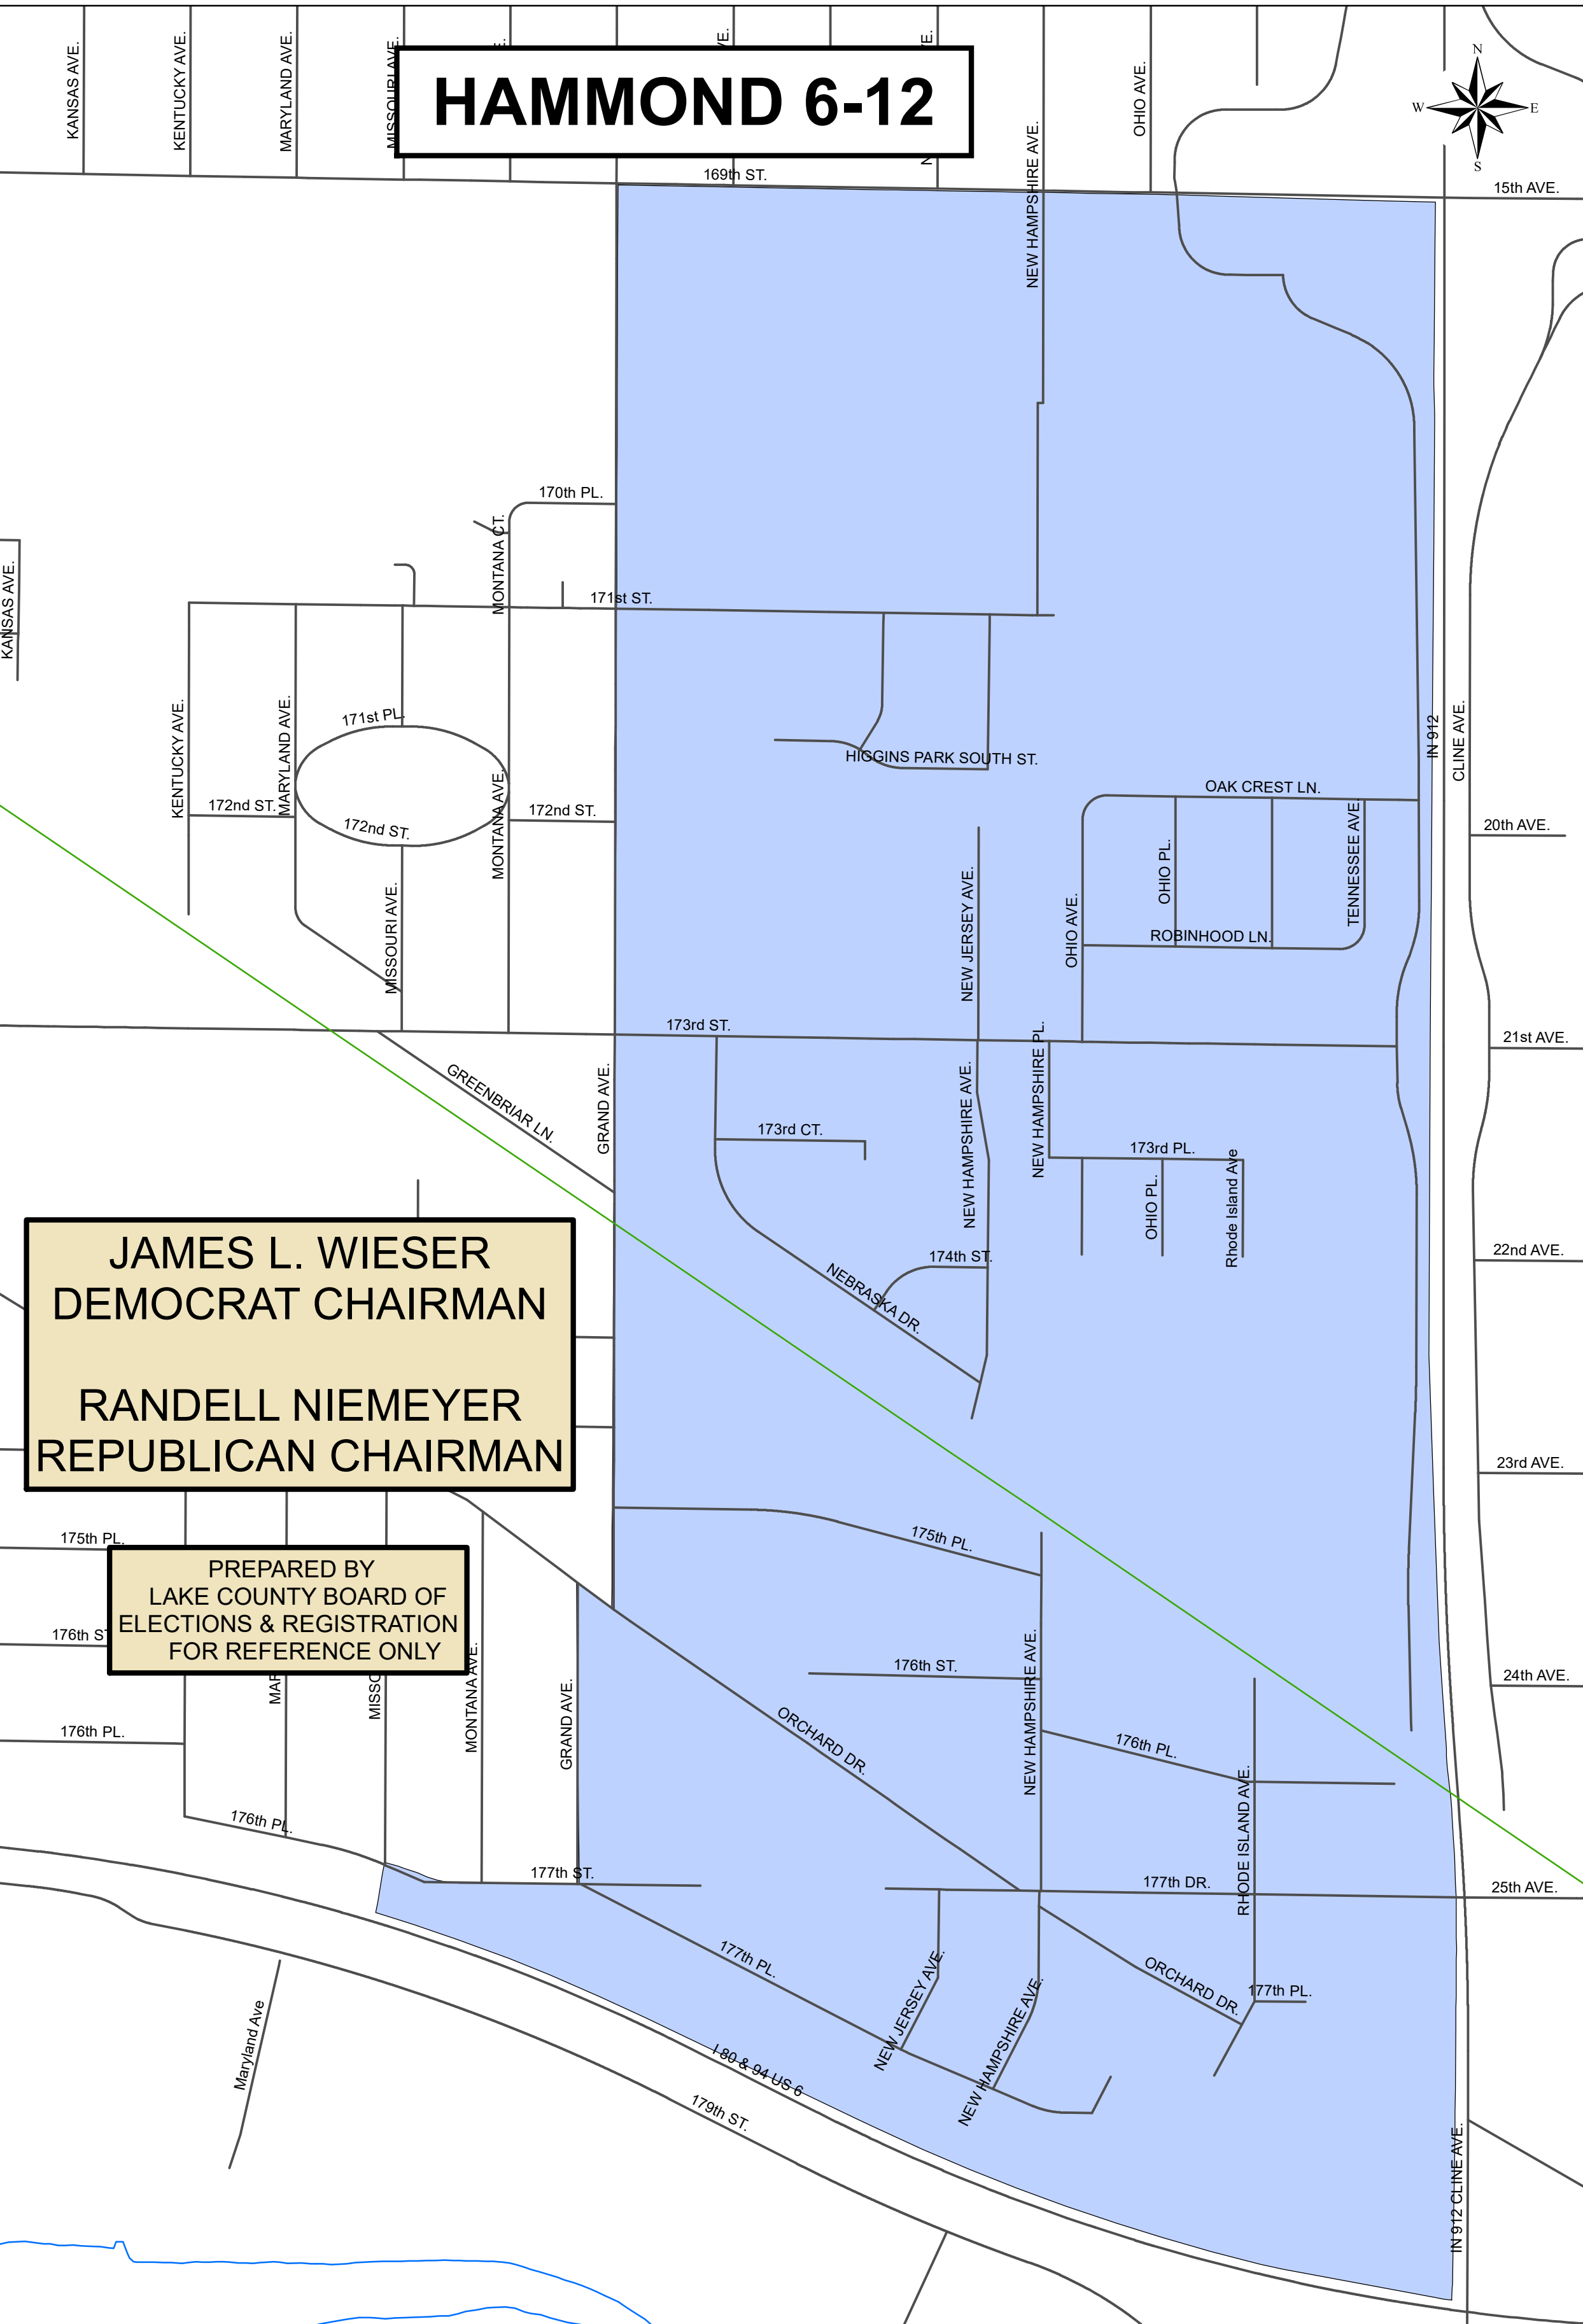 KANSAS AVE.
KENTUCKY AVE.
MARYLAND AVE.
MISSOURI AVE.
HAMMOND 6-12
NEW HAMPSHIRE AVE.
OHIO AVE.
N
W
E
S
169th ST.
15th AVE.
170th PL.
MONTANA CT.
171st ST.
KANSAS AVE.
KENTUCKY AVE.
MARYLAND AVE.
171st PL.
172nd ST.
172nd ST.
MONTANA AVE.
172nd ST.
MISSOURI AVE.
HIGGINS PARK SOUTH ST.
IN 912
CLINE AVE.
OAK CREST LN.
OHIO PL.
TENNESSEE AVE.
20th AVE.
NEW JERSEY AVE.
OHIO AVE.
ROBINHOOD LN.
173rd ST.
21st AVE.
GREENBRIAR LN.
GRAND AVE.
173rd CT.
NEW HAMPSHIRE AVE.
NEW HAMPSHIRE PL.
173rd PL.
OHIO PL.
Rhode Island Ave
174th ST.
NEBRASKA DR.
22nd AVE.
JAMES L. WIESER
DEMOCRAT CHAIRMAN
RANDELL NIEMEYER
REPUBLICAN CHAIRMAN
23rd AVE.
175th PL.
175th PL.
PREPARED BY
LAKE COUNTY BOARD OF
ELECTIONS & REGISTRATION
FOR REFERENCE ONLY
176th ST
MONTANA AVE.
GRAND AVE.
176th ST.
NEW HAMPSHIRE AVE.
24th AVE.
176th PL.
ORCHARD DR.
176th PL.
RHODE ISLAND AVE.
176th PL.
177th ST.
177th DR.
25th AVE.
177th PL.
NEW JERSEY AVE.
NEW HAMPSHIRE AVE.
ORCHARD DR.
177th PL.
Maryland Ave
I 80 & 94 US 6
179th ST.
IN 912 CLINE AVE.